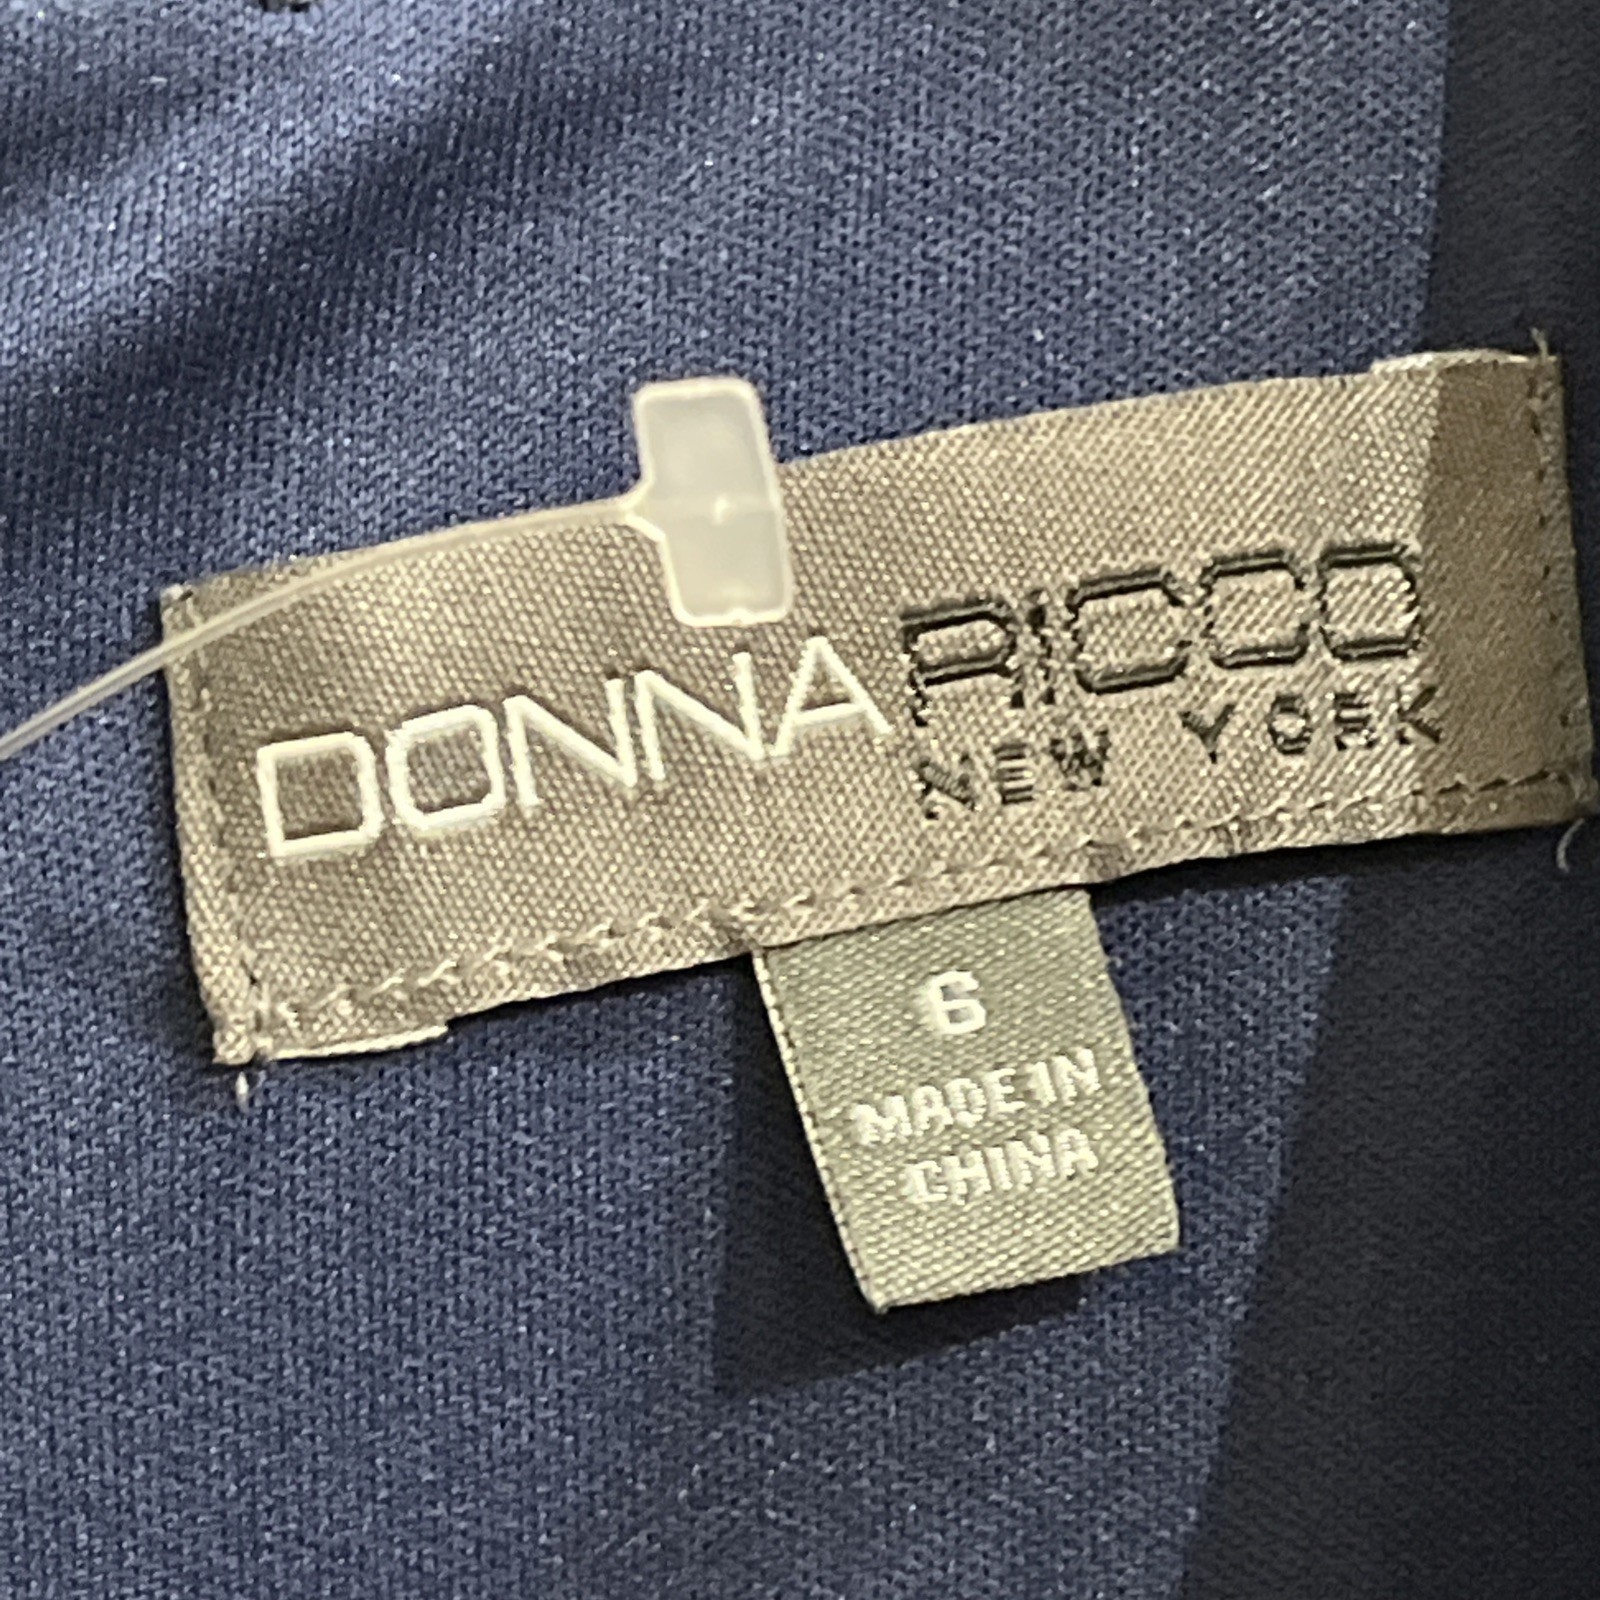 DONNA RICCO
NEW YORK
6
MADE IN
CHINA